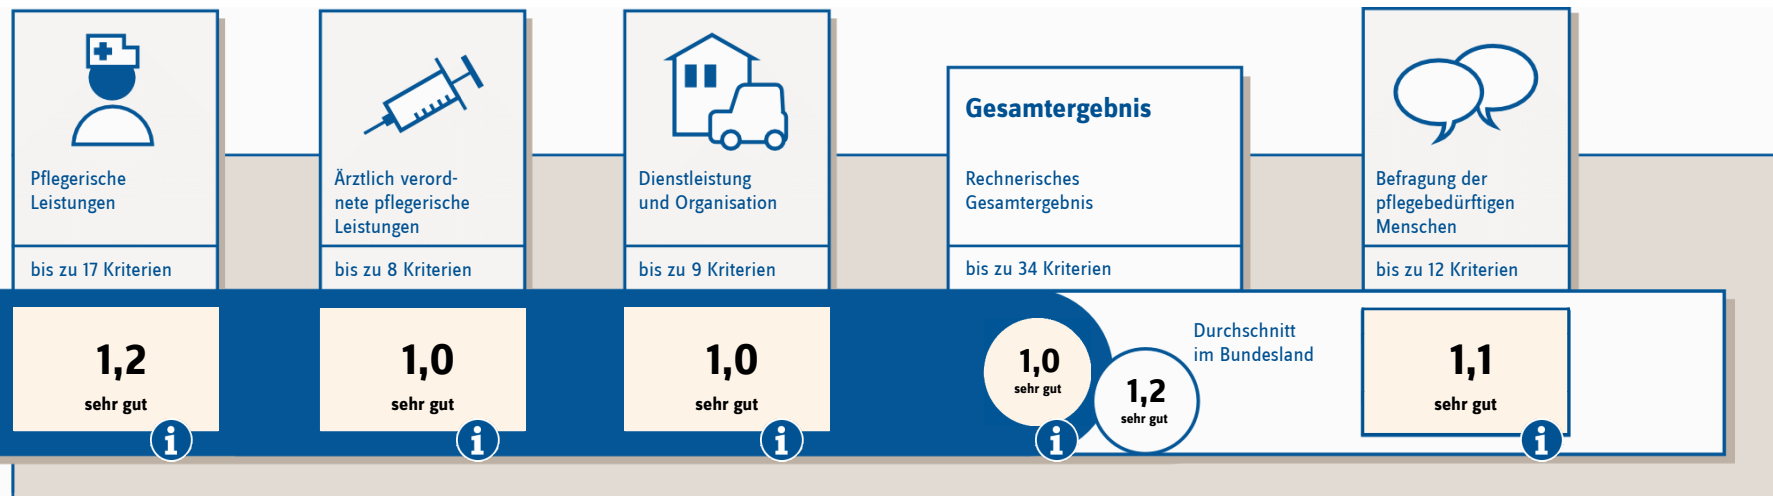 Pflegerische
Leistungen
bis zu 17 Kriterien
1,2
sehr gut
i
Ärztlich verord-
nete pflegerische
Leistungen
bis zu 8 Kriterien
1,0
sehr gut
i
Dienstleistung
und Organisation
bis zu 9 Kriterien
1,0
sehr gut
i
Gesamtergebnis
Rechnerisches
Gesamtergebnis
bis zu 34 Kriterien
1,0
sehr gut
i
1,2
sehr gut
Durchschnitt
im Bundesland
Befragung der
pflegebedürftigen
Menschen
bis zu 12 Kriterien
1,1
sehr gut
i